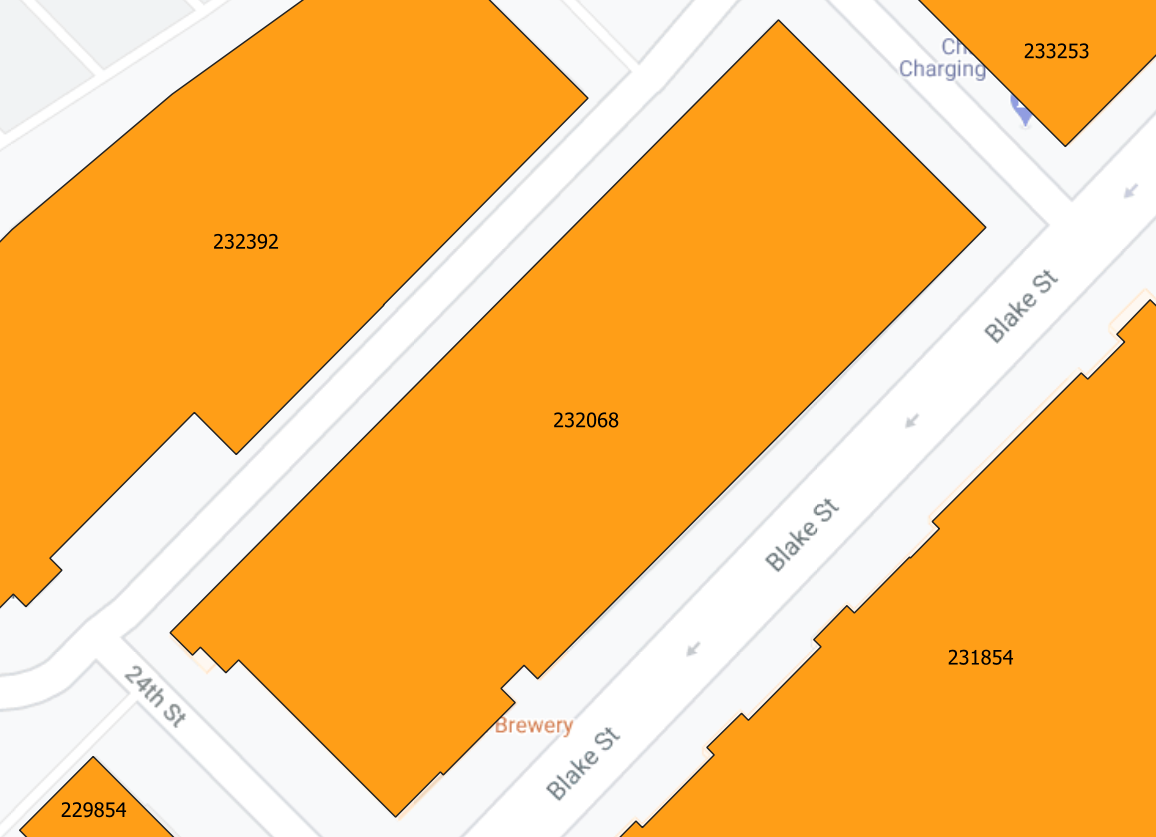 233253
Charging
232392
Blake St
232068
Blake St
231854
24th St
Brewery
Blake St
229854